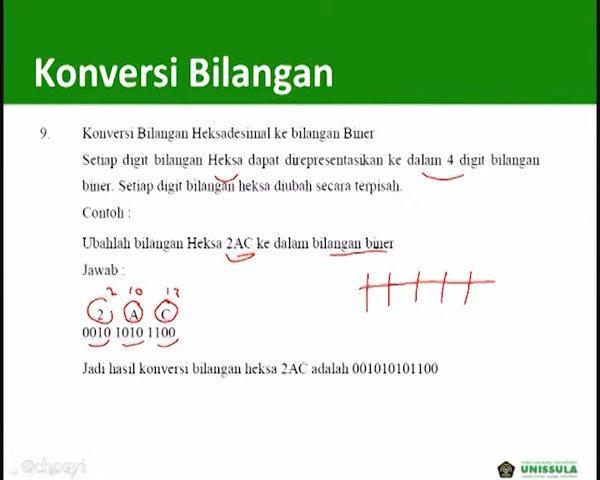 Konversi Bilangan
9. Konversi Bilangan Heksadesimal ke bilangan Biner
Setiap digit bilangan Heksa dapat direpresentasikan ke dalam 4 digit bilangan
biner. Setiap digit bilangan heksa diubah secara terpisah.
Contoh :
Ubahlah bilangan Heksa 2AC ke dalam bilangan biner
Jawab :
2 10 12
2 A C
0010 1010 1100
Jadi hasil konversi bilangan heksa 2AC adalah 001010101100
UNISSULA